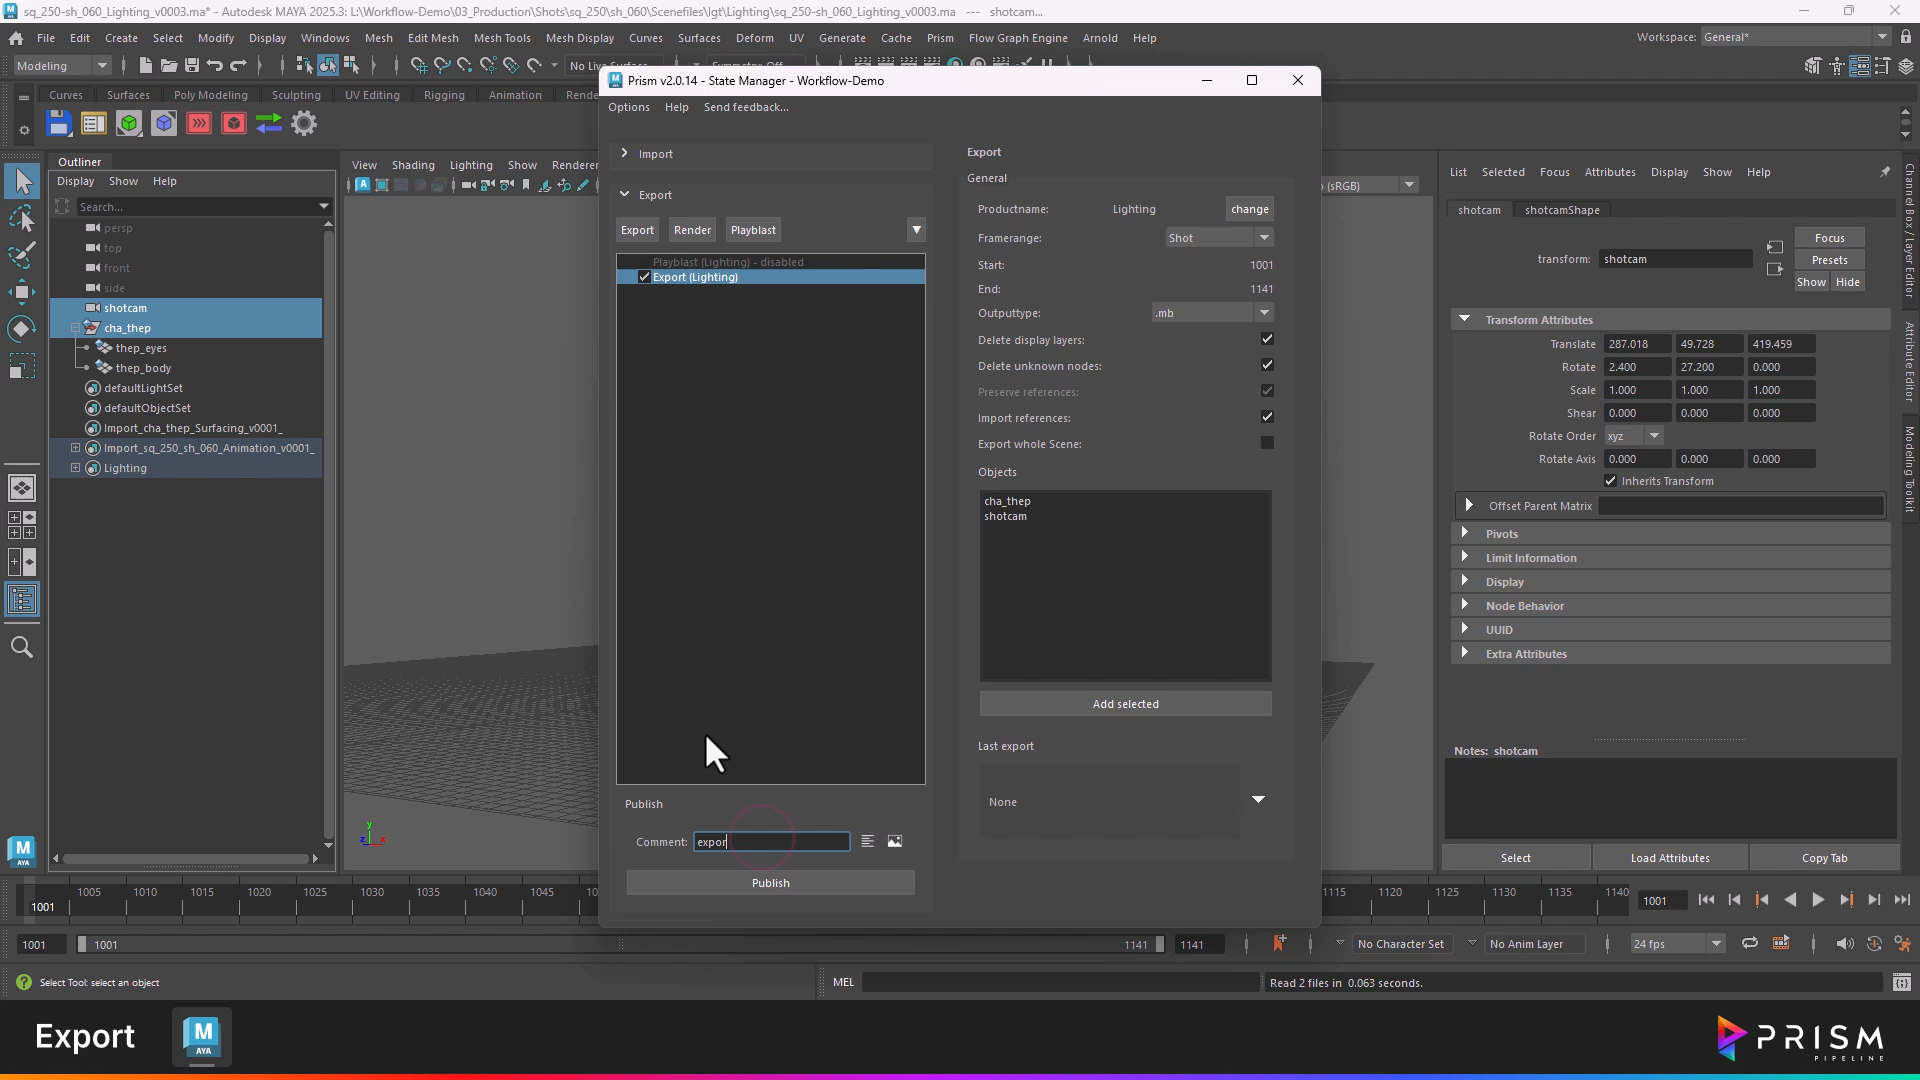 sq_250-sh_060_Lighting_v0003.ma* - Autodesk MAYA 2025.3: L:\Workflow-Demo\03_Production\Shots\sq_250\sh_060\Scenefiles\lgt\Lighting\sq_250-sh_060_Lighting_v0003.ma --- shotcam...
File Edit Create Select Modify Display Windows Mesh Edit Mesh Mesh Tools Mesh Display Curves Surfaces Deform UV Generate Cache Prism Flow Graph Engine Arnold Help
Workspace: General*
Modeling
Curves Surfaces Poly Modeling Sculpting UV Editing Rigging Animation
Outliner
Display Show Help
Search...
persp
top
front
side
shotcam
cha_thep
thep_eyes
thep_body
defaultLightSet
defaultObjectSet
Import_cha_thep_Surfacing_v0001_
Import_sq_250_sh_060_Animation_v0001_
Lighting
View Shading Lighting Show Renderer
(sRGB)
Prism v2.0.14 - State Manager - Workflow-Demo
Options Help Send feedback...
Import
Export
Export Render Playblast
Playblast (Lighting) - disabled
Export (Lighting)
Publish
Comment: expor
Publish
Export
General
Productname: Lighting change
Framerange: Shot
Start: 1001
End: 1141
Outputtype: .mb
Delete display layers:
Delete unknown nodes:
Preserve references:
Import references:
Export whole Scene:
Objects
cha_thep
shotcam
Add selected
Last export
None
List Selected Focus Attributes Display Show Help
shotcam shotcamShape
transform: shotcam
Focus
Presets
Show Hide
Transform Attributes
Translate 287.018 49.728 419.459
Rotate 2.400 27.200 0.000
Scale 1.000 1.000 1.000
Shear 0.000 0.000 0.000
Rotate Order xyz
Rotate Axis 0.000 0.000 0.000
Inherits Transform
Offset Parent Matrix
Pivots
Limit Information
Display
Node Behavior
UUID
Extra Attributes
Notes: shotcam
Select Load Attributes Copy Tab
Channel Box / Layer Editor
Attribute Editor
Modeling Toolkit
1005 1010 1015 1020 1025 1030 1035 1040 1045 1115 1120 1125 1130 1135 1140
1001
1001
1001 1001 1141 1141
No Character Set No Anim Layer 24 fps
Select Tool: select an object
MEL
Read 2 files in 0.063 seconds.
Export
M
AYA
PRISM
PIPELINE